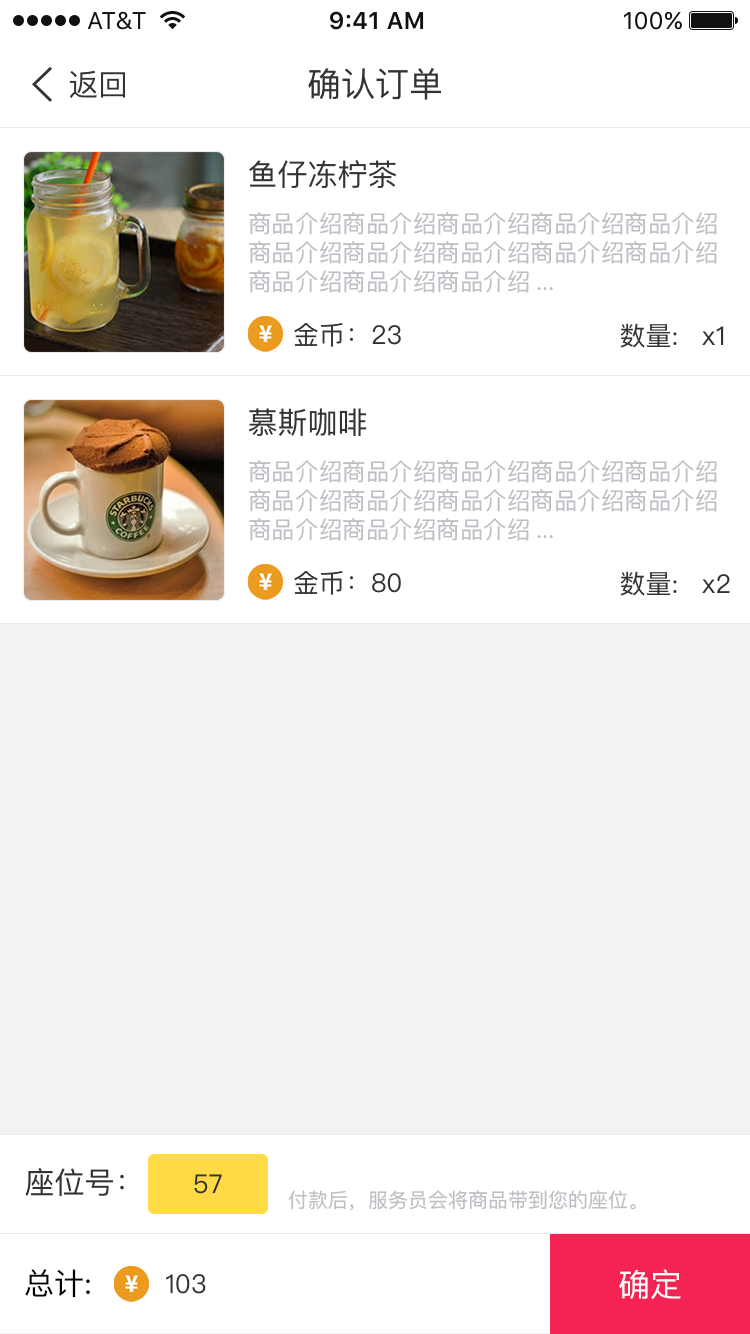 AT&T 9:41 AM 100%
返回 确认订单
鱼仔冻柠茶
商品介绍商品介绍商品介绍商品介绍商品介绍
商品介绍商品介绍商品介绍商品介绍商品介绍
商品介绍商品介绍商品介绍 ...
¥ 金币：23 数量: x1
慕斯咖啡
STARBUCKS
COFFEE
商品介绍商品介绍商品介绍商品介绍商品介绍
商品介绍商品介绍商品介绍商品介绍商品介绍
商品介绍商品介绍商品介绍 ...
¥ 金币：80 数量: x2
座位号： 57 付款后，服务员会将商品带到您的座位。
总计: ¥ 103 确定